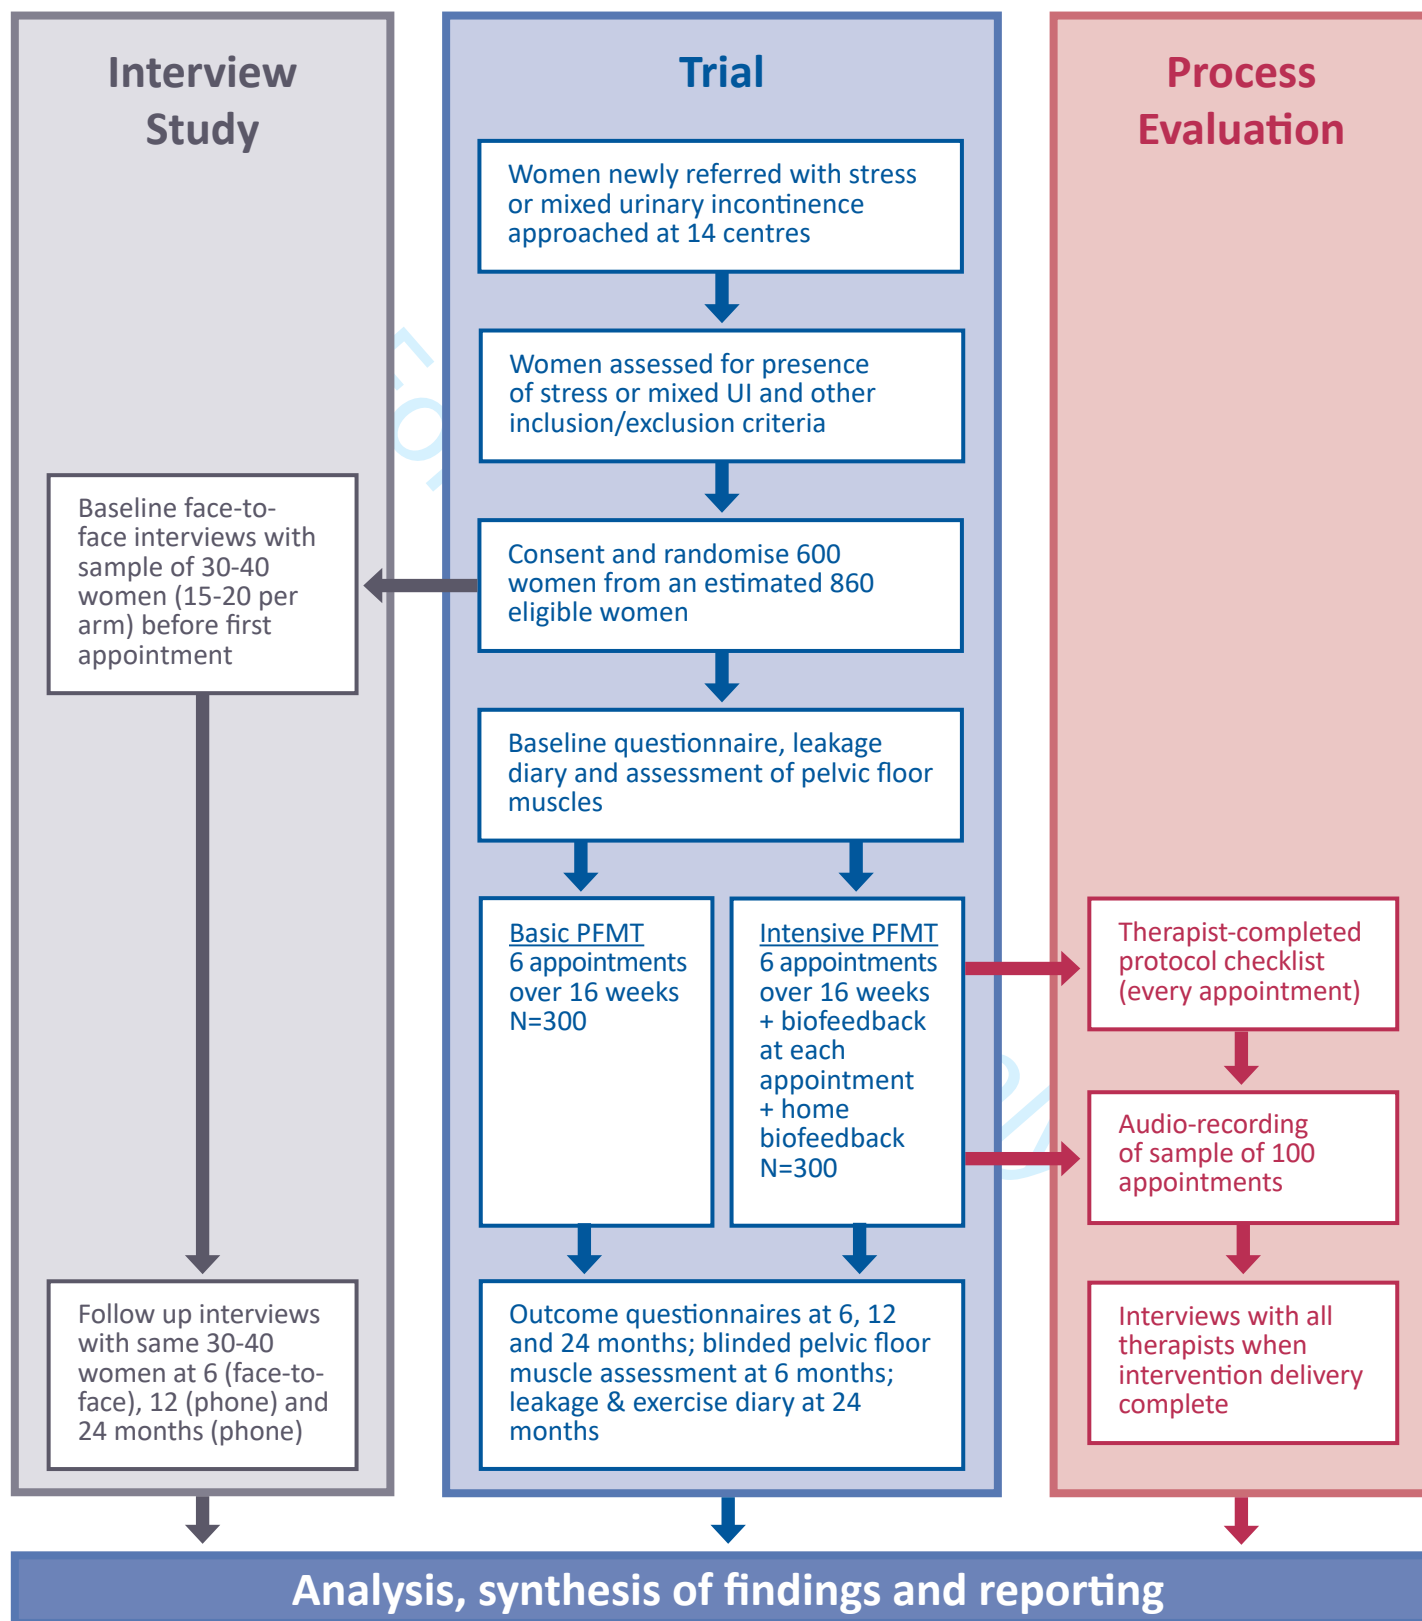 Interview
Study
Baseline face-to-
face interviews with
sample of 30-40
women (15-20 per
arm) before first
appointment
Follow up interviews
with same 30-40
women at 6 (face-to-
face), 12 (phone) and
24 months (phone)
Trial
Women newly referred with stress
or mixed urinary incontinence
approached at 14 centres
Women assessed for presence
of stress or mixed UI and other
inclusion/exclusion criteria
Consent and randomise 600
women from an estimated 860
eligible women
Baseline questionnaire, leakage
diary and assessment of pelvic floor
muscles
Basic PFMT
6 appointments
over 16 weeks
N=300
Intensive PFMT
6 appointments
over 16 weeks
+ biofeedback
at each
appointment
+ home
biofeedback
N=300
Outcome questionnaires at 6, 12
and 24 months; blinded pelvic floor
muscle assessment at 6 months;
leakage & exercise diary at 24
months
Process
Evaluation
Therapist-completed
protocol checklist
(every appointment)
Audio-recording
of sample of 100
appointments
Interviews with all
therapists when
intervention delivery
complete
Analysis, synthesis of findings and reporting